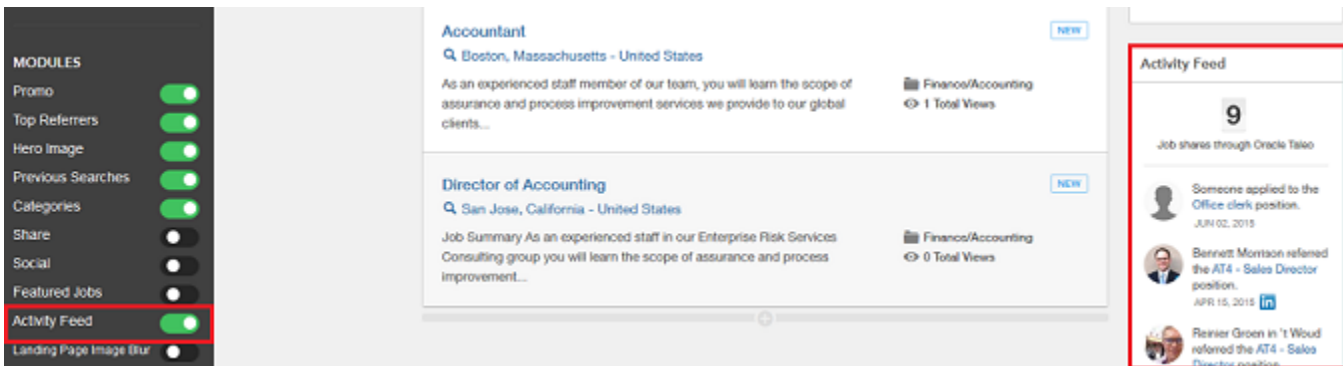 MODULES
Promo
Top Referrers
Hero Image
Previous Searches
Categories
Share
Social
Featured Jobs
Activity Feed
Landing Page Image Blur
Accountant
NEW
Boston, Massachusetts - United States
As an experienced staff member of our team, you will learn the scope of
assurance and process improvement services we provide to our global
clients...
Finance/Accounting
1 Total Views
Director of Accounting
NEW
San Jose, California - United States
Job Summary As an experienced staff in our Enterprise Risk Services
Consulting group you will learn the scope of assurance and process
improvement...
Finance/Accounting
0 Total Views
Activity Feed
9
Job shares through Oracle Taleo
Someone applied to the
Office clerk position.
JUN 02, 2015
Bennett Morrison referred
the AT4 - Sales Director
position.
APR 15, 2015 in
Reinier Groen in 't Woud
referred the AT4 - Sales
Director position